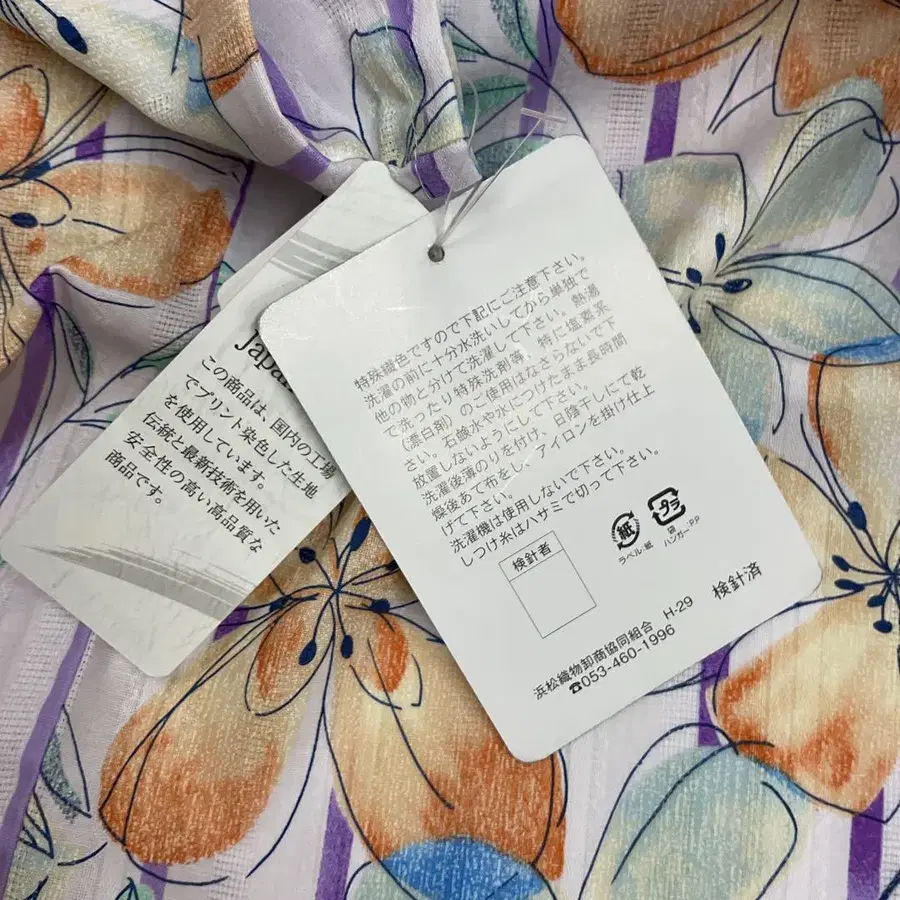 Japan
この商品は、国内の工場
でプリント染色した生地
を使用しています。
伝統と最新技術を用いた
安全性の高い高品質な
商品です。
特殊繊色ですので下記にご注意下さい。
洗濯の前に十分水洗いしてから単独で
他の物と分けて洗濯して下さい。熱湯
で洗ったり特殊洗剤等、特に塩素系
(漂白剤)のご使用はなさらないで下
さい。石鹸水や水につけたまま長時間
放置しないようにして下さい。
洗濯後薄のりを付け、日蔭干しにて乾
燥後あて布をし、アイロンを掛け仕上
げて下さい。
洗濯機は使用しないで下さい。
しつけ糸はハサミで切って下さい。
検針者
紙
ラベル・紙
プラ
袋
ハンガー:PP
H-29 検針済
浜松織物卸商協同組合
☎053-460-1996